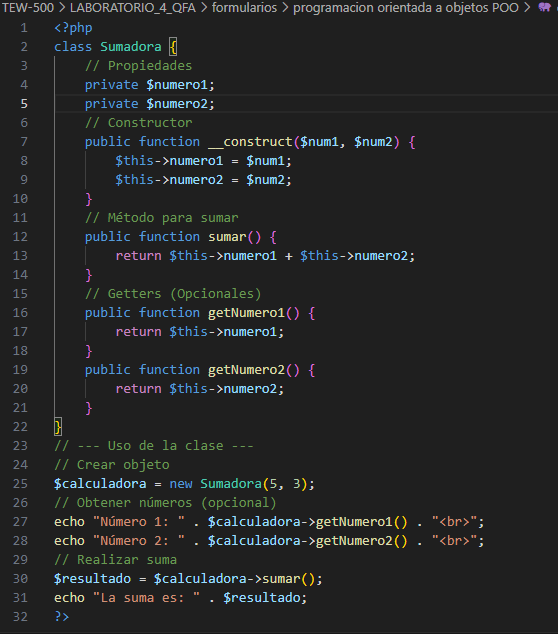 TEW-500 > LABORATORIO_4_QFA > formularios > programacion orientada a objetos POO >
1 <?php
2 class Sumadora {
3     // Propiedades
4     private $numero1;
5     private $numero2;
6     // Constructor
7     public function __construct($num1, $num2) {
8         $this->numero1 = $num1;
9         $this->numero2 = $num2;
10     }
11     // Método para sumar
12     public function sumar() {
13         return $this->numero1 + $this->numero2;
14     }
15     // Getters (Opcionales)
16     public function getNumero1() {
17         return $this->numero1;
18     }
19     public function getNumero2() {
20         return $this->numero2;
21     }
22 }
23 // --- Uso de la clase ---
24 // Crear objeto
25 $calculadora = new Sumadora(5, 3);
26 // Obtener números (opcional)
27 echo "Número 1: " . $calculadora->getNumero1() . "<br>";
28 echo "Número 2: " . $calculadora->getNumero2() . "<br>";
29 // Realizar suma
30 $resultado = $calculadora->sumar();
31 echo "La suma es: " . $resultado;
32 ?>